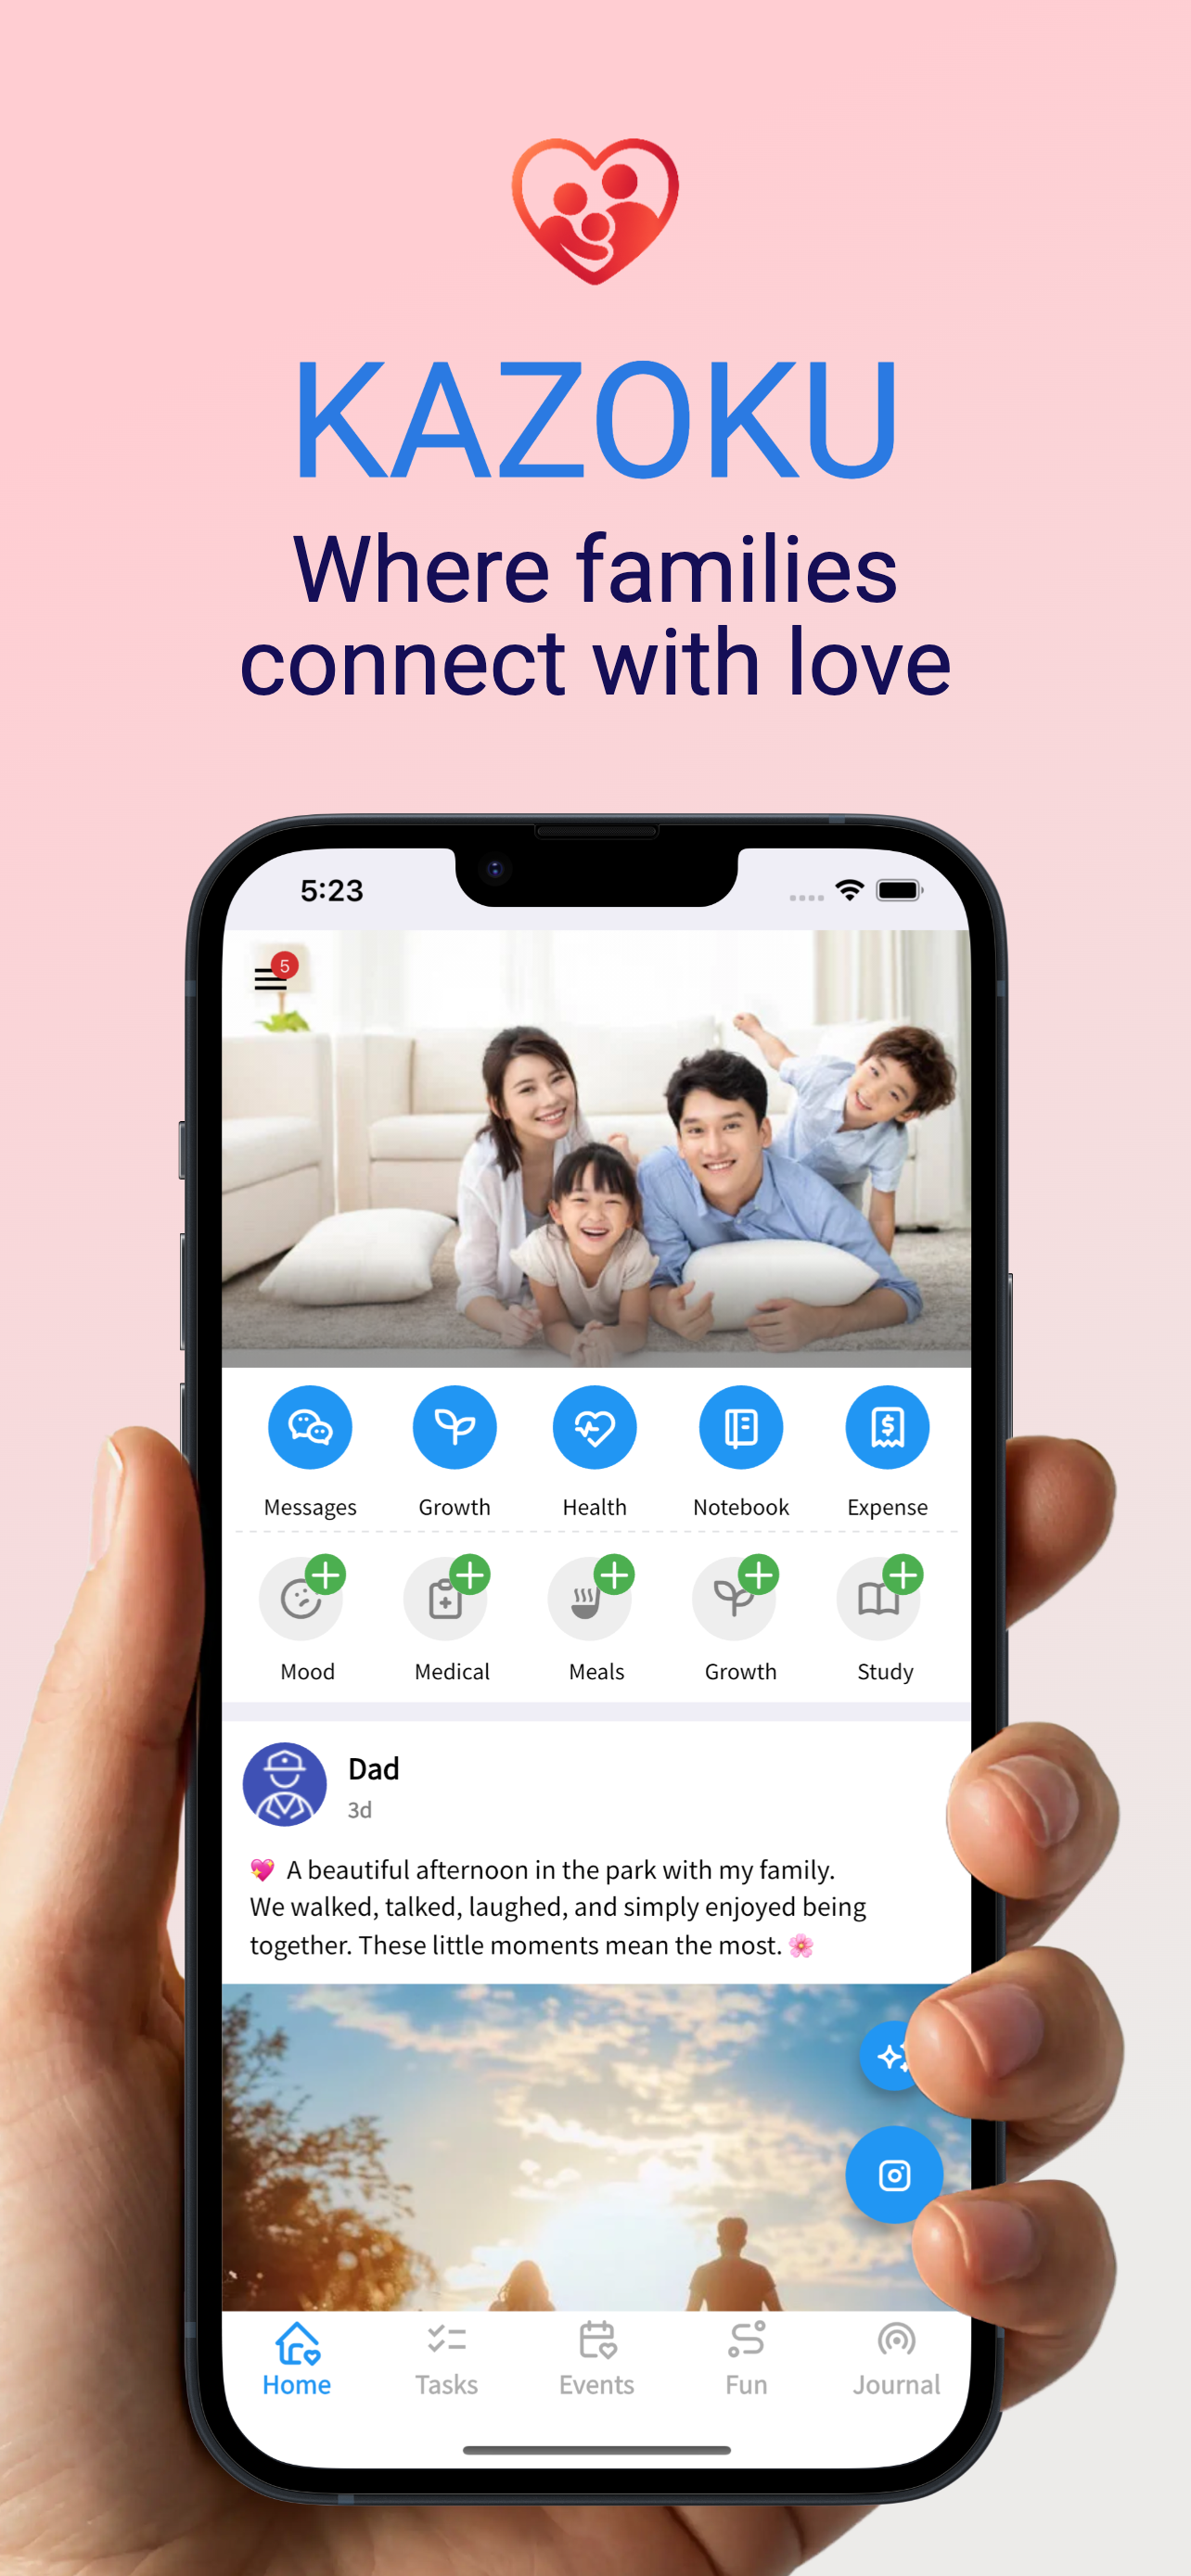 KAZOKU
Where families
connect with love
5:23
5
Messages Growth Health Notebook Expense
Mood Medical Meals Growth Study
Dad
3d
💖 A beautiful afternoon in the park with my family.
We walked, talked, laughed, and simply enjoyed being
together. These little moments mean the most. 🌸
Home Tasks Events Fun Journal